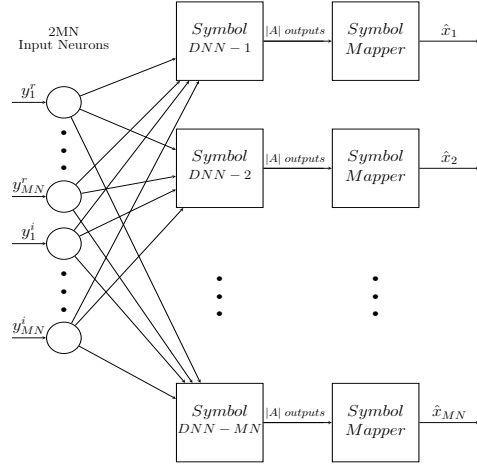 2MN
Input Neurons
y_1^r
y_{MN}^r
y_1^i
y_{MN}^i
Symbol
DNN − 1
|A| outputs
Symbol
Mapper
x̂_1
Symbol
DNN − 2
|A| outputs
Symbol
Mapper
x̂_2
Symbol
DNN − MN
|A| outputs
Symbol
Mapper
x̂_{MN}